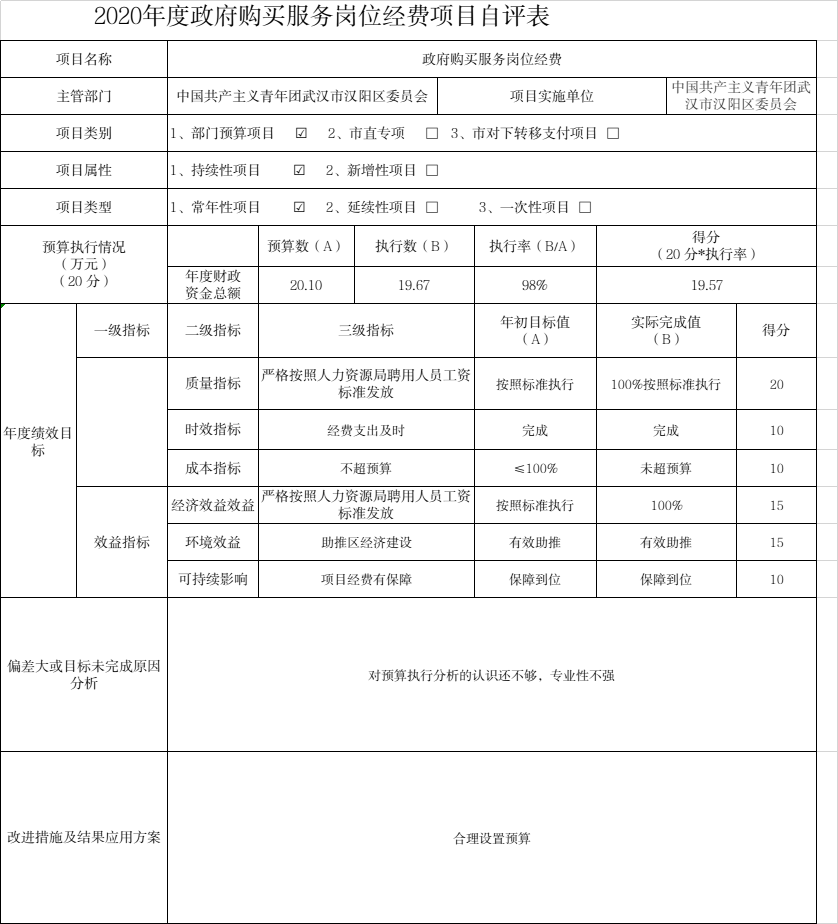 2020年度政府购买服务岗位经费项目自评表
项目名称
政府购买服务岗位经费
主管部门
中国共产主义青年团武汉市汉阳区委员会
项目实施单位
中国共产主义青年团武
汉市汉阳区委员会
项目类别
1、部门预算项目 ☑ 2、市直专项 □ 3、市对下转移支付项目 □
项目属性
1、持续性项目 ☑ 2、新增性项目 □
项目类型
1、常年性项目 ☑ 2、延续性项目 □ 3、一次性项目 □
预算执行情况
（万元）
（20 分）
预算数（A）
执行数（B）
执行率（B/A）
得分
（20 分*执行率）
年度财政
资金总额
20.10
19.67
98%
19.57
年度绩效目
标
一级指标
二级指标
三级指标
年初目标值
（A）
实际完成值
（B）
得分
质量指标
严格按照人力资源局聘用人员工资
标准发放
按照标准执行
100%按照标准执行
20
时效指标
经费支出及时
完成
完成
10
成本指标
不超预算
≤100%
未超预算
10
效益指标
经济效益效益
严格按照人力资源局聘用人员工资
标准发放
按照标准执行
100%
15
环境效益
助推区经济建设
有效助推
有效助推
15
可持续影响
项目经费有保障
保障到位
保障到位
10
偏差大或目标未完成原因
分析
对预算执行分析的认识还不够，专业性不强
改进措施及结果应用方案
合理设置预算